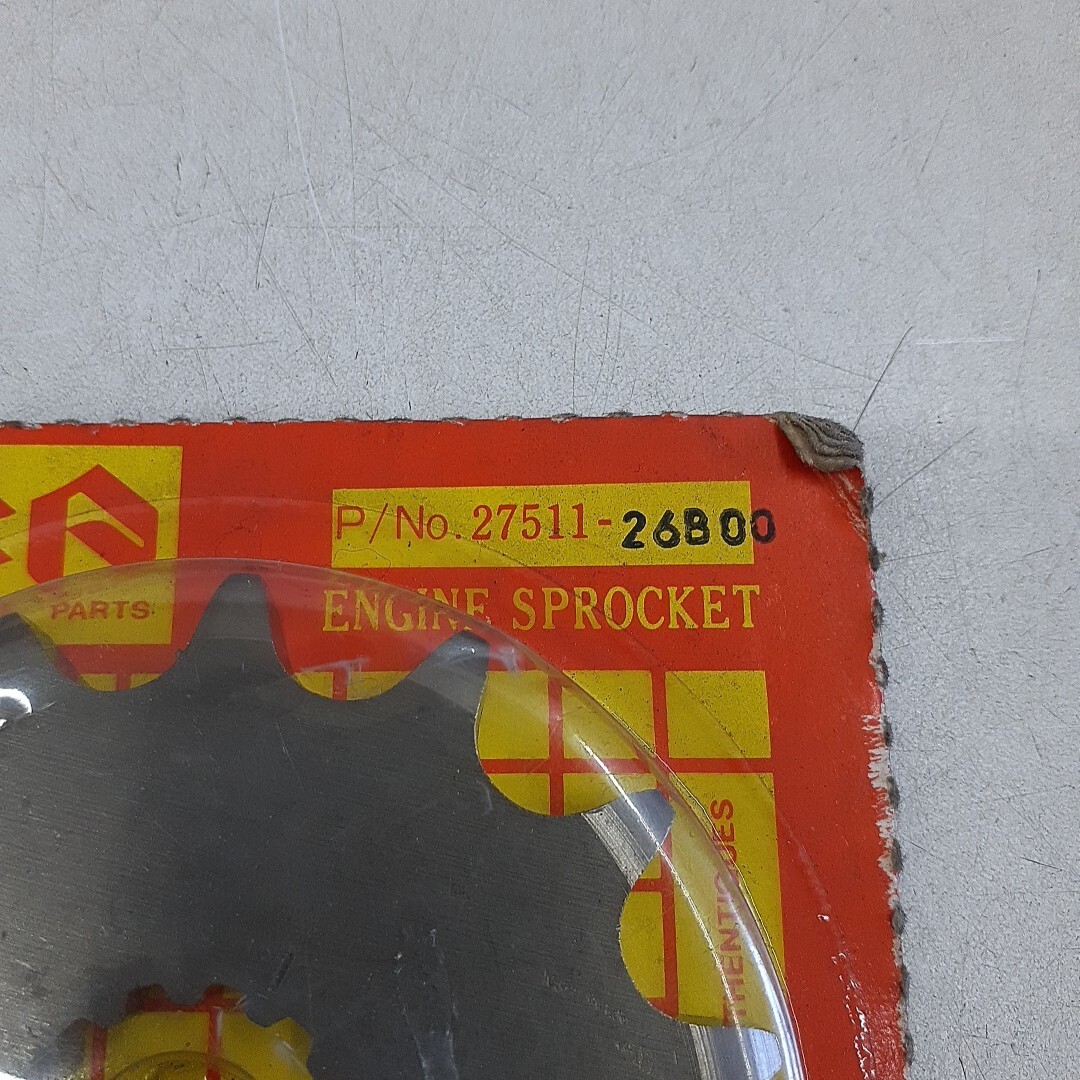 P/No. 27511-26B00
PARTS
ENGINE SPROCKET